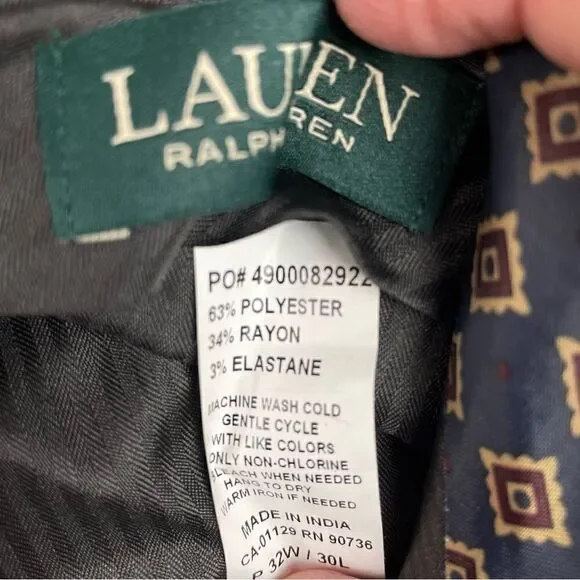 LAUREN
RALPH LAUREN
PO# 4900082922
63% POLYESTER
34% RAYON
3% ELASTANE
MACHINE WASH COLD
GENTLE CYCLE
WITH LIKE COLORS
ONLY NON-CHLORINE
BLEACH WHEN NEEDED
HANG TO DRY
WARM IRON IF NEEDED
MADE IN INDIA
CA-01129 RN 90736
32W / 30L